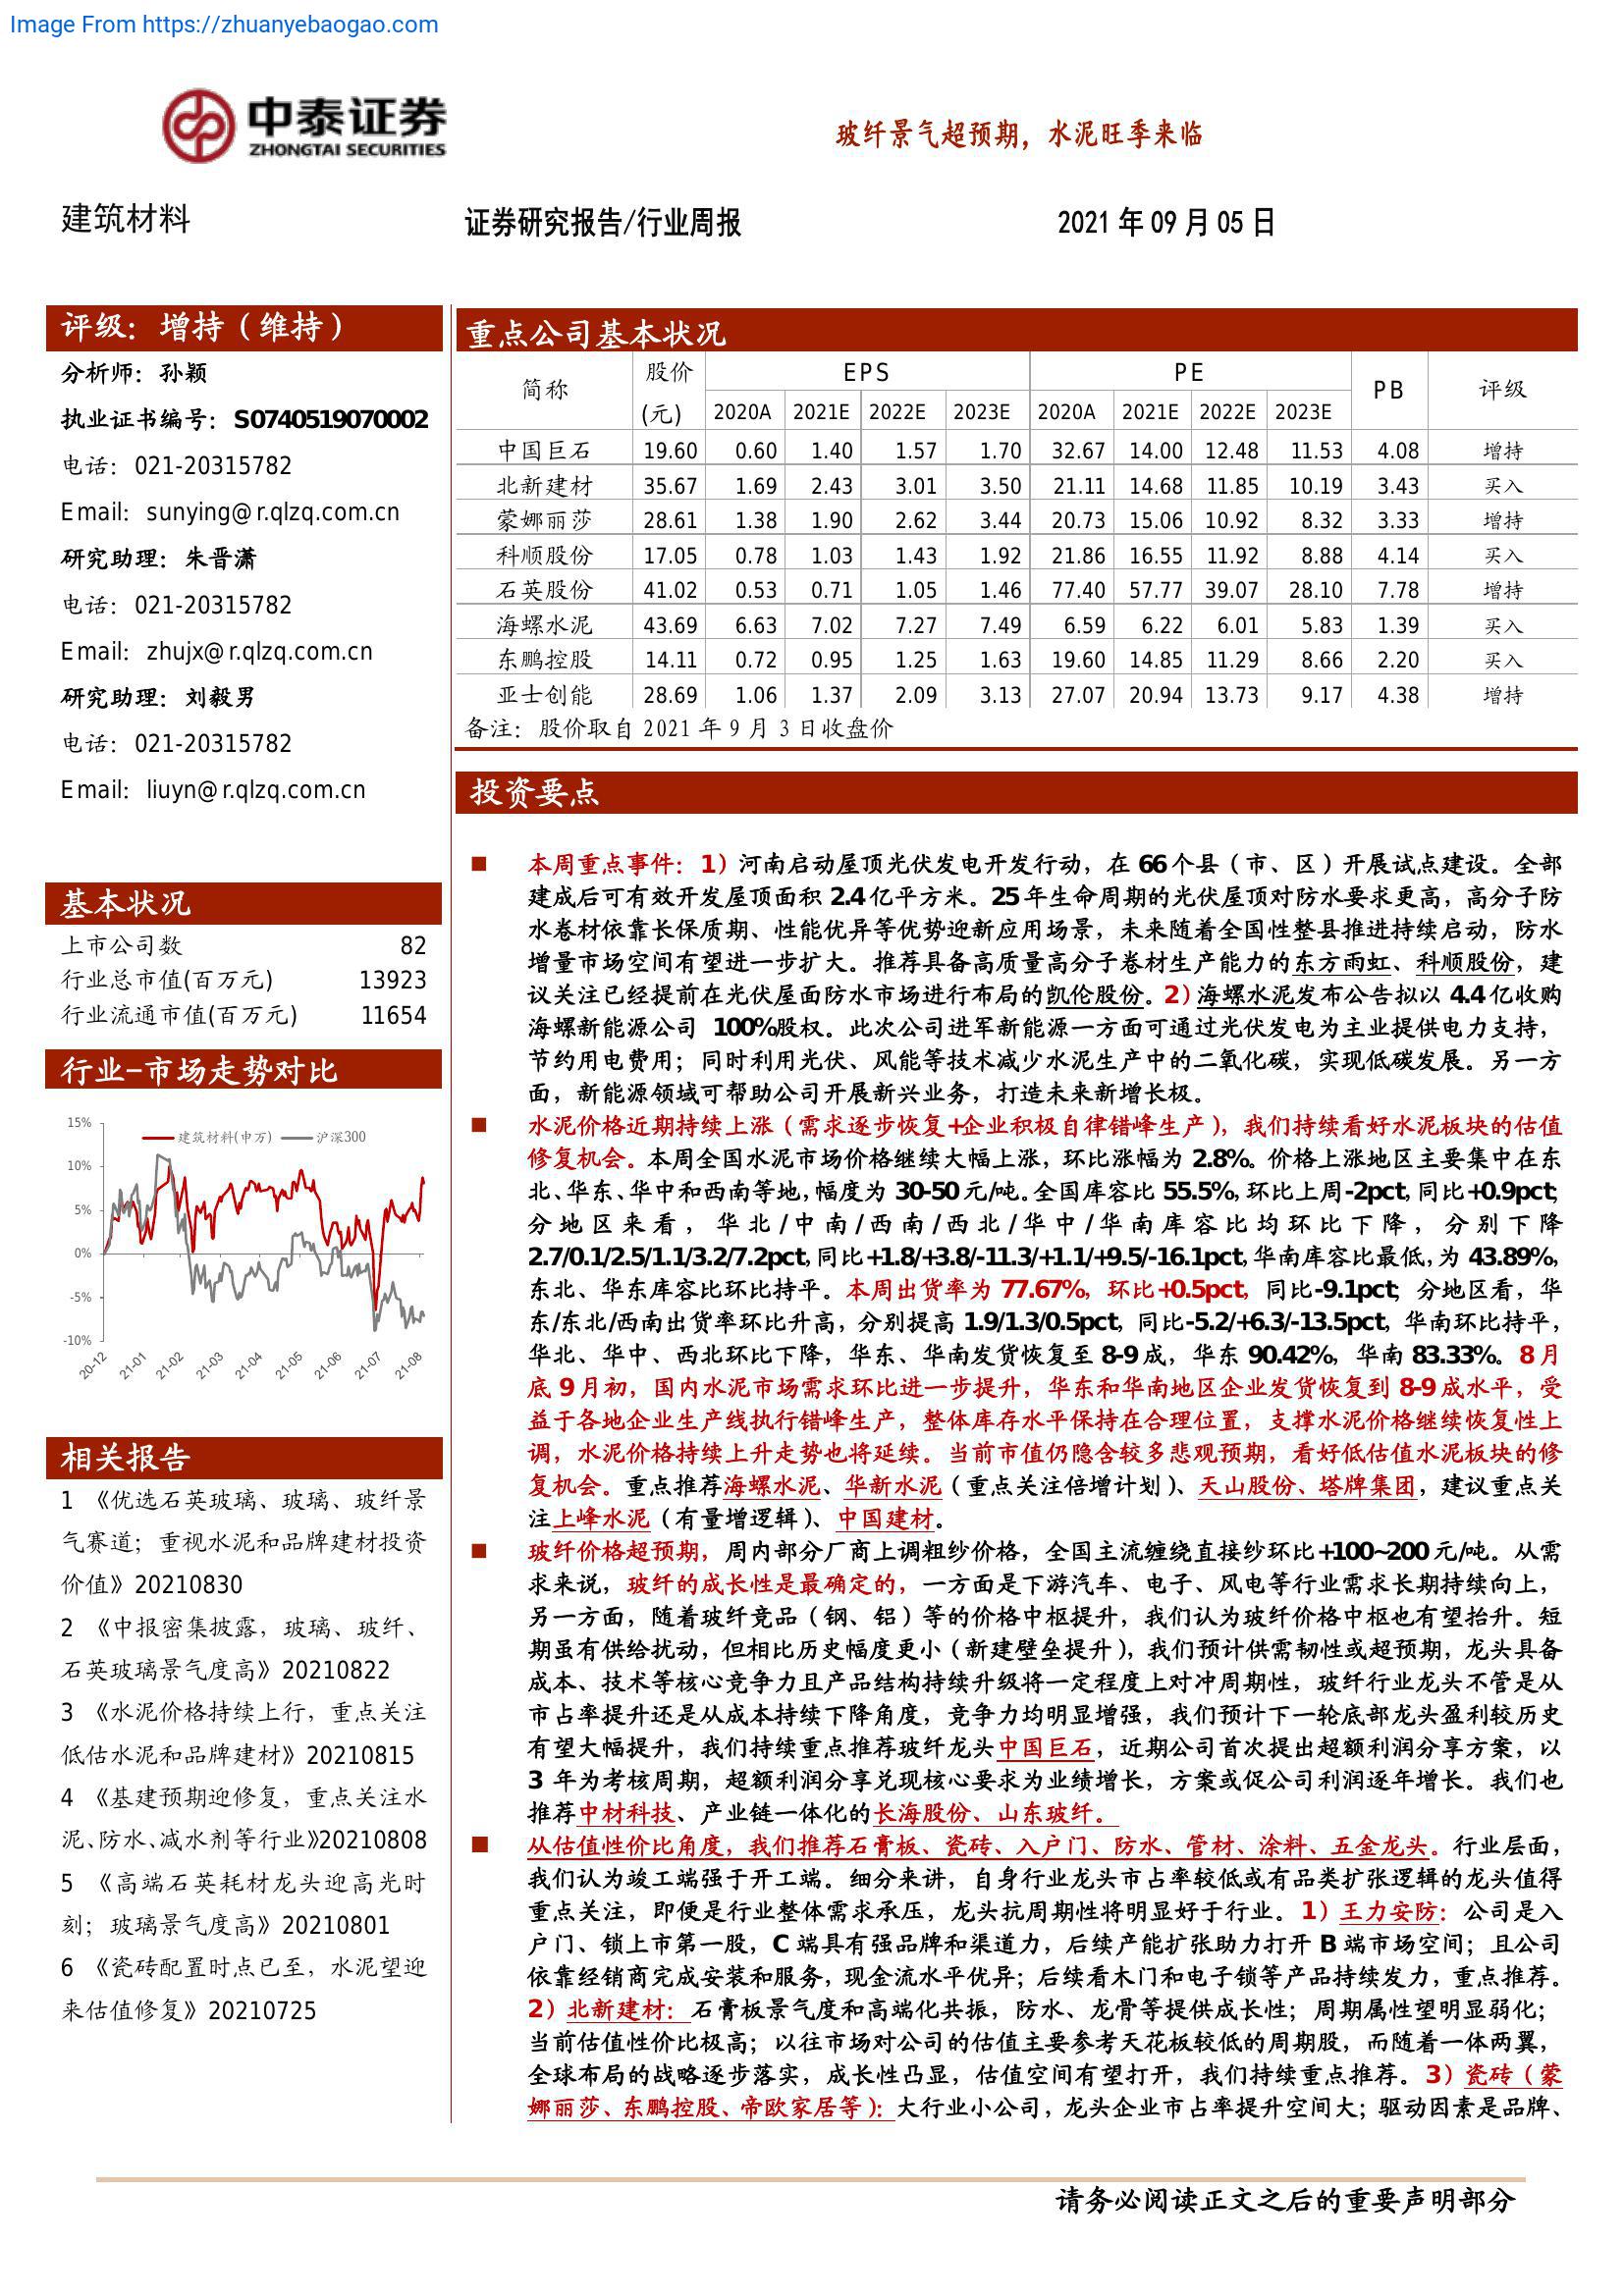 Image From https://zhuanyebaogao.com
中泰证券
ZHONGTAI SECURITIES
玻纤景气超预期，水泥旺季来临
建筑材料
证券研究报告/行业周报
2021 年 09 月 05 日
评级：增持（维持）
分析师：孙颖
执业证书编号：S0740519070002
电话：021-20315782
Email：sunying@r.qlzq.com.cn
研究助理：朱晋潇
电话：021-20315782
Email：zhujx@r.qlzq.com.cn
研究助理：刘毅男
电话：021-20315782
Email：liuyn@r.qlzq.com.cn
基本状况
上市公司数 82
行业总市值(百万元) 13923
行业流通市值(百万元) 11654
行业-市场走势对比
建筑材料(申万) 沪深300
15%
10%
5%
0%
-5%
-10%
20-12 21-01 21-02 21-03 21-04 21-05 21-06 21-07 21-08
相关报告
1 《优选石英玻璃、玻璃、玻纤景
气赛道；重视水泥和品牌建材投资
价值》20210830
2 《中报密集披露，玻璃、玻纤、
石英玻璃景气度高》20210822
3 《水泥价格持续上行，重点关注
低估水泥和品牌建材》20210815
4 《基建预期迎修复，重点关注水
泥、防水、减水剂等行业》20210808
5 《高端石英耗材龙头迎高光时
刻；玻璃景气度高》20210801
6 《瓷砖配置时点已至，水泥望迎
来估值修复》20210725
重点公司基本状况
简称 股价(元) EPS PE PB 评级
2020A 2021E 2022E 2023E 2020A 2021E 2022E 2023E
中国巨石 19.60 0.60 1.40 1.57 1.70 32.67 14.00 12.48 11.53 4.08 增持
北新建材 35.67 1.69 2.43 3.01 3.50 21.11 14.68 11.85 10.19 3.43 买入
蒙娜丽莎 28.61 1.38 1.90 2.62 3.44 20.73 15.06 10.92 8.32 3.33 增持
科顺股份 17.05 0.78 1.03 1.43 1.92 21.86 16.55 11.92 8.88 4.14 买入
石英股份 41.02 0.53 0.71 1.05 1.46 77.40 57.77 39.07 28.10 7.78 增持
海螺水泥 43.69 6.63 7.02 7.27 7.49 6.59 6.22 6.01 5.83 1.39 买入
东鹏控股 14.11 0.72 0.95 1.25 1.63 19.60 14.85 11.29 8.66 2.20 买入
亚士创能 28.69 1.06 1.37 2.09 3.13 27.07 20.94 13.73 9.17 4.38 增持
备注：股价取自 2021 年 9 月 3 日收盘价
投资要点
本周重点事件：1）河南启动屋顶光伏发电开发行动，在 66 个县（市、区）开展试点建设。全部
建成后可有效开发屋顶面积 2.4 亿平方米。25 年生命周期的光伏屋顶对防水要求更高，高分子防
水卷材依靠长保质期、性能优异等优势迎新应用场景，未来随着全国性整县推进持续启动，防水
增量市场空间有望进一步扩大。推荐具备高质量高分子卷材生产能力的东方雨虹、科顺股份，建
议关注已经提前在光伏屋面防水市场进行布局的凯伦股份。2）海螺水泥发布公告拟以 4.4 亿收购
海螺新能源公司 100%股权。此次公司进军新能源一方面可通过光伏发电为主业提供电力支持，
节约用电费用；同时利用光伏、风能等技术减少水泥生产中的二氧化碳，实现低碳发展。另一方
面，新能源领域可帮助公司开展新兴业务，打造未来新增长极。
水泥价格近期持续上涨（需求逐步恢复+企业积极自律错峰生产），我们持续看好水泥板块的估值
修复机会。本周全国水泥市场价格继续大幅上涨，环比涨幅为 2.8%。价格上涨地区主要集中在东
北、华东、华中和西南等地，幅度为 30-50 元/吨。全国库容比 55.5%，环比上周-2pct，同比+0.9pct，
分地区来看，华北/中南/西南/西北/华中/华南库容比均环比下降，分别下降
2.7/0.1/2.5/1.1/3.2/7.2pct，同比+1.8/+3.8/-11.3/+1.1/+9.5/-16.1pct，华南库容比最低，为 43.89%，
东北、华东库容比环比持平。本周出货率为 77.67%，环比+0.5pct，同比-9.1pct，分地区看，华
东/东北/西南出货率环比升高，分别提高 1.9/1.3/0.5pct，同比-5.2/+6.3/-13.5pct，华南环比持平，
华北、华中、西北环比下降，华东、华南发货恢复至 8-9 成，华东 90.42%，华南 83.33%。8 月
底 9 月初，国内水泥市场需求环比进一步提升，华东和华南地区企业发货恢复到 8-9 成水平，受
益于各地企业生产线执行错峰生产，整体库存水平保持在合理位置，支撑水泥价格继续恢复性上
调，水泥价格持续上升走势也将延续。当前市值仍隐含较多悲观预期，看好低估值水泥板块的修
复机会。重点推荐海螺水泥、华新水泥（重点关注倍增计划）、天山股份、塔牌集团，建议重点关
注上峰水泥（有量增逻辑）、中国建材。
玻纤价格超预期，周内部分厂商上调粗纱价格，全国主流缠绕直接纱环比+100~200 元/吨。从需
求来说，玻纤的成长性是最确定的，一方面是下游汽车、电子、风电等行业需求长期持续向上，
另一方面，随着玻纤竞品（钢、铝）等的价格中枢提升，我们认为玻纤价格中枢也有望抬升。短
期虽有供给扰动，但相比历史幅度更小（新建壁垒提升），我们预计供需韧性或超预期，龙头具备
成本、技术等核心竞争力且产品结构持续升级将一定程度上对冲周期性，玻纤行业龙头不管是从
市占率提升还是从成本持续下降角度，竞争力均明显增强，我们预计下一轮底部龙头盈利较历史
有望大幅提升，我们持续重点推荐玻纤龙头中国巨石，近期公司首次提出超额利润分享方案，以
3 年为考核周期，超额利润分享兑现核心要求为业绩增长，方案或促公司利润逐年增长。我们也
推荐中材科技、产业链一体化的长海股份、山东玻纤。
从估值性价比角度，我们推荐石膏板、瓷砖、入户门、防水、管材、涂料、五金龙头。行业层面，
我们认为竣工端强于开工端。细分来讲，自身行业龙头市占率较低或有品类扩张逻辑的龙头值得
重点关注，即便是行业整体需求承压，龙头抗周期性将明显好于行业。1）王力安防：公司是入
户门、锁上市第一股，C 端具有强品牌和渠道力，后续产能扩张助力打开 B 端市场空间；且公司
依靠经销商完成安装和服务，现金流水平优异；后续看木门和电子锁等产品持续发力，重点推荐。
2）北新建材：石膏板景气度和高端化共振，防水、龙骨等提供成长性；周期属性望明显弱化；
当前估值性价比极高；以往市场对公司的估值主要参考天花板较低的周期股，而随着一体两翼，
全球布局的战略逐步落实，成长性凸显，估值空间有望打开，我们持续重点推荐。3）瓷砖（蒙
娜丽莎、东鹏控股、帝欧家居等）：大行业小公司，龙头企业市占率提升空间大；驱动因素是品牌、
请务必阅读正文之后的重要声明部分